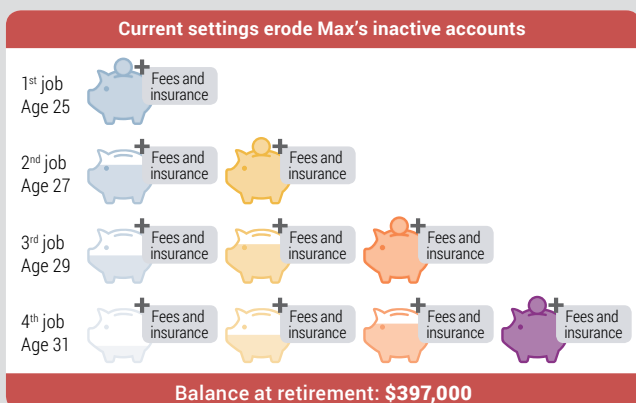 Current settings erode Max's inactive accounts
1st job
Age 25
Fees and
insurance
2nd job
Age 27
Fees and
insurance
Fees and
insurance
3rd job
Age 29
Fees and
insurance
Fees and
insurance
Fees and
insurance
4th job
Age 31
Fees and
insurance
Fees and
insurance
Fees and
insurance
Fees and
insurance
Balance at retirement: $397,000